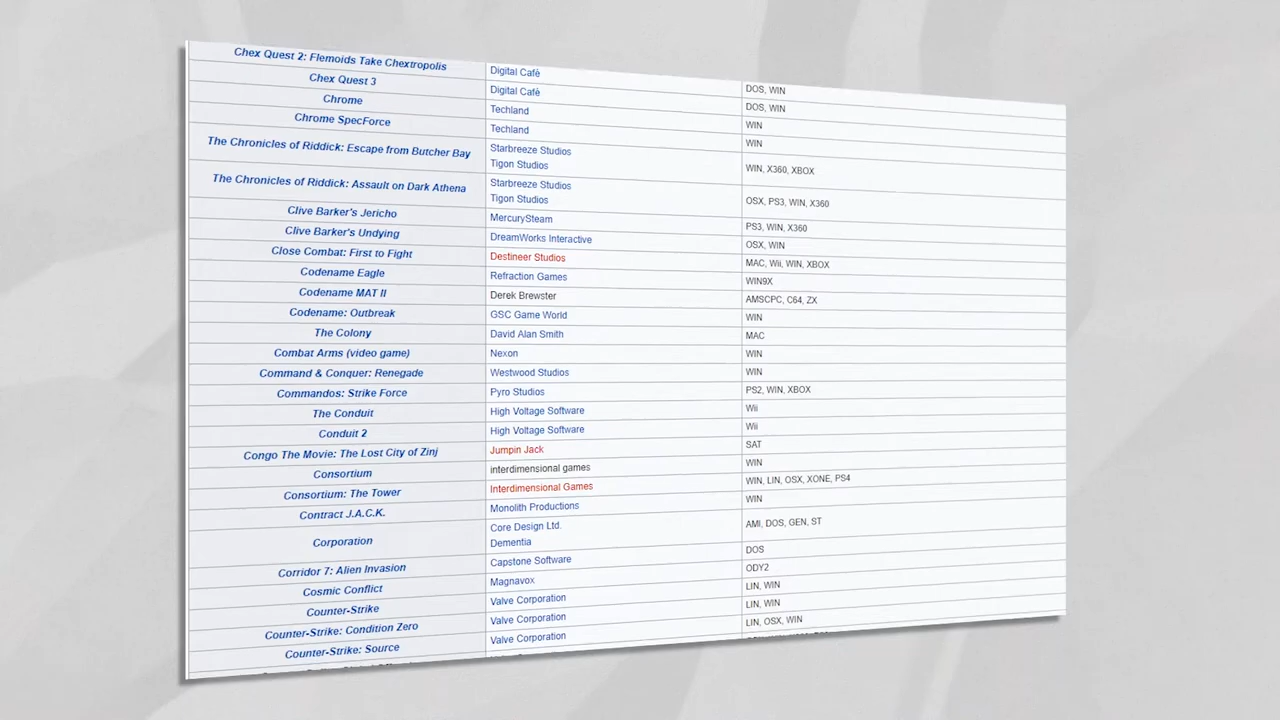 Chex Quest 2: Flemoids Take Chextropolis Digital Cafè DOS, WIN
Chex Quest 3 Digital Cafè DOS, WIN
Chrome Techland WIN
Chrome SpecForce Techland WIN
The Chronicles of Riddick: Escape from Butcher Bay Starbreeze Studios WIN, X360, XBOX
Tigon Studios
The Chronicles of Riddick: Assault on Dark Athena Starbreeze Studios OSX, PS3, WIN, X360
Tigon Studios
Clive Barker's Jericho MercurySteam PS3, WIN, X360
Clive Barker's Undying DreamWorks Interactive OSX, WIN
Close Combat: First to Fight Destineer Studios MAC, Wii, WIN, XBOX
Codename Eagle Refraction Games WIN9X
Codename MAT II Derek Brewster AMSCPC, C64, ZX
Codename: Outbreak GSC Game World WIN
The Colony David Alan Smith MAC
Combat Arms (video game) Nexon WIN
Command & Conquer: Renegade Westwood Studios WIN
Commandos: Strike Force Pyro Studios PS2, WIN, XBOX
The Conduit High Voltage Software Wii
Conduit 2 High Voltage Software Wii
Congo The Movie: The Lost City of Zinj Jumpin Jack SAT
Consortium interdimensional games WIN
Consortium: The Tower Interdimensional Games WIN, LIN, OSX, XONE, PS4
Contract J.A.C.K. Monolith Productions WIN
Corporation Core Design Ltd. AMI, DOS, GEN, ST
Dementia
Corridor 7: Alien Invasion Capstone Software DOS
Cosmic Conflict Magnavox ODY2
Counter-Strike Valve Corporation LIN, WIN
Counter-Strike: Condition Zero Valve Corporation LIN, WIN
Counter-Strike: Source Valve Corporation LIN, OSX, WIN